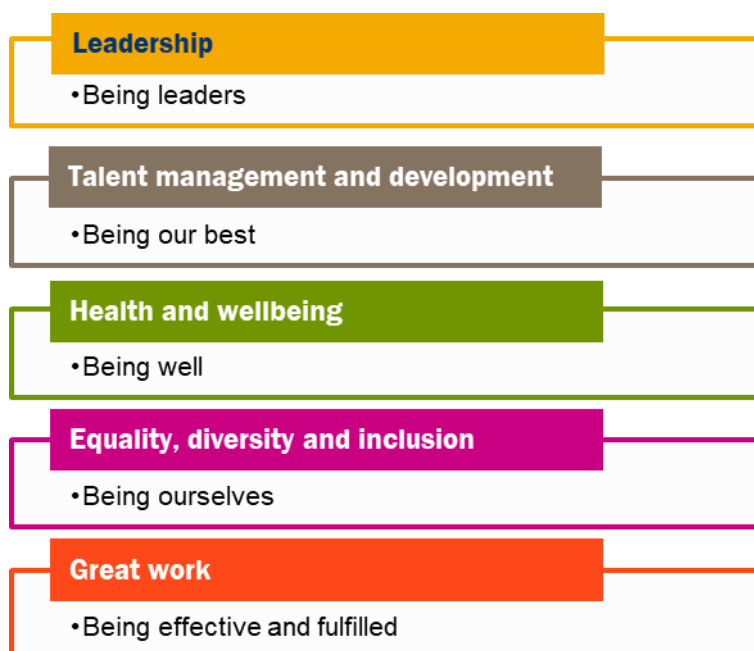 Leadership
•Being leaders
Talent management and development
•Being our best
Health and wellbeing
•Being well
Equality, diversity and inclusion
•Being ourselves
Great work
•Being effective and fulfilled